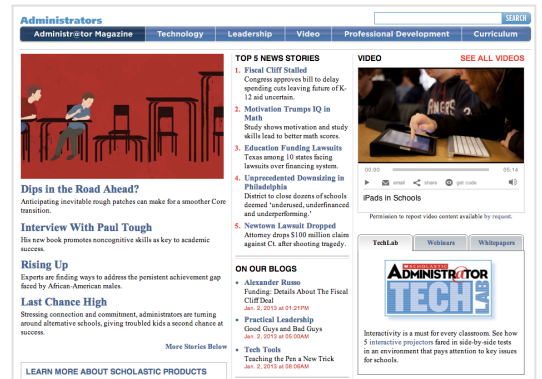 Administrators
SEARCH
Administr@tor Magazine
Technology
Leadership
Video
Professional Development
Curriculum
Dips in the Road Ahead?
Anticipating inevitable rough patches can make for a smoother Core
transition.
Interview With Paul Tough
His new book promotes noncognitive skills as key to academic
success.
Rising Up
Experts are finding ways to address the persistent achievement gap
faced by African-American males.
Last Chance High
Stressing connection and commitment, administrators are turning
around alternative schools, giving troubled kids a second chance at
success.
More Stories Below
LEARN MORE ABOUT SCHOLASTIC PRODUCTS
TOP 5 NEWS STORIES
1. Fiscal Cliff Stalled
Congress approves bill to delay
spending cuts leaving future of K-
12 aid uncertain.
2. Motivation Trumps IQ in
Math
Study shows motivation and study
skills lead to better math scores.
3. Education Funding Lawsuits
Texas among 10 states facing
lawsuits over financing system.
4. Unprecedented Downsizing in
Philadelphia
District to close dozens of schools
deemed 'underused, underfinanced
and underperforming.'
5. Newtown Lawsuit Dropped
Attorney drops $100 million claim
against Ct. after shooting tragedy.
ON OUR BLOGS
• Alexander Russo
Funding: Details About The Fiscal
Cliff Deal
Jan. 2, 2013 at 01:21PM
• Practical Leadership
Good Guys and Bad Guys
Jan. 2, 2013 at 05:00AM
• Tech Tools
Teaching the Pen a New Trick
Jan. 2, 2013 at 08:06AM
VIDEO
SEE ALL VIDEOS
00:00
05:14
email
share
get code
iPads in Schools
Permission to repost video content available by request.
TechLab
Webinars
Whitepapers
SCHOLASTIC
ADMINISTR@TOR
TECH
LAB
Interactivity is a must for every classroom. See how
5 interactive projectors fared in side-by-side tests
in an environment that pays attention to key issues
for schools.